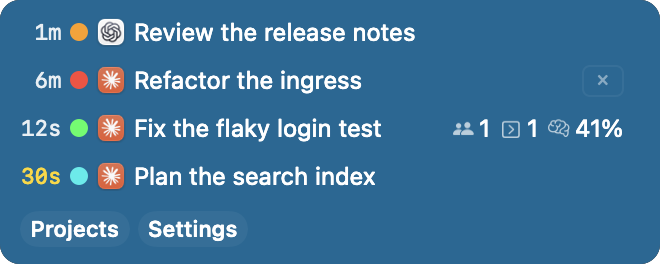 1m Review the release notes
6m Refactor the ingress ×
12s Fix the flaky login test 1 1 41%
30s Plan the search index
Projects Settings